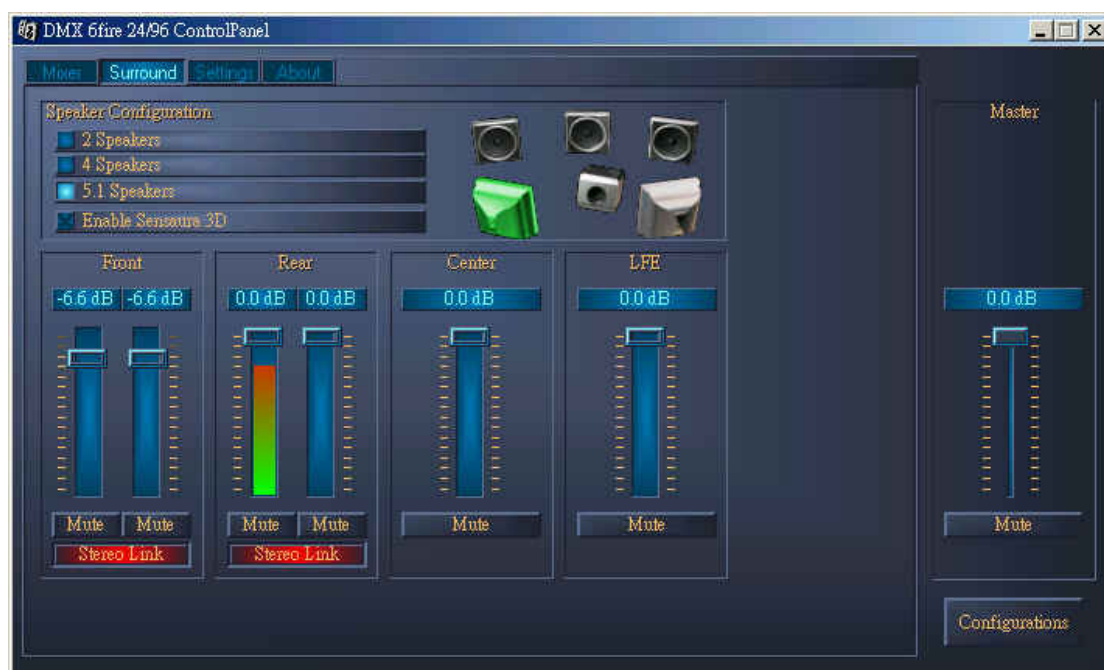 DMX 6fire 24/96 ControlPanel
Mixer Surround Settings About
Speaker Configuration
2 Speakers
4 Speakers
5.1 Speakers
Enable Sensaura 3D
Master
Front Rear Center LFE
-6.6 dB -6.6 dB 0.0 dB 0.0 dB 0.0 dB 0.0 dB 0.0 dB
Mute Mute Mute Mute Mute Mute Mute
Stereo Link Stereo Link
Configurations